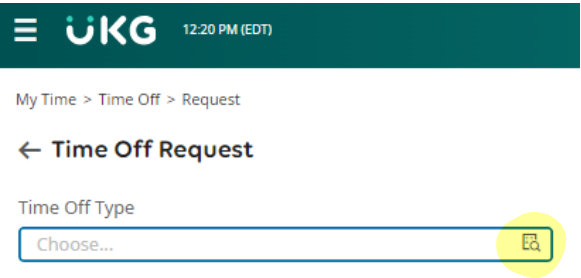 UKG 12:20 PM (EDT)
My Time > Time Off > Request
← Time Off Request
Time Off Type
Choose...